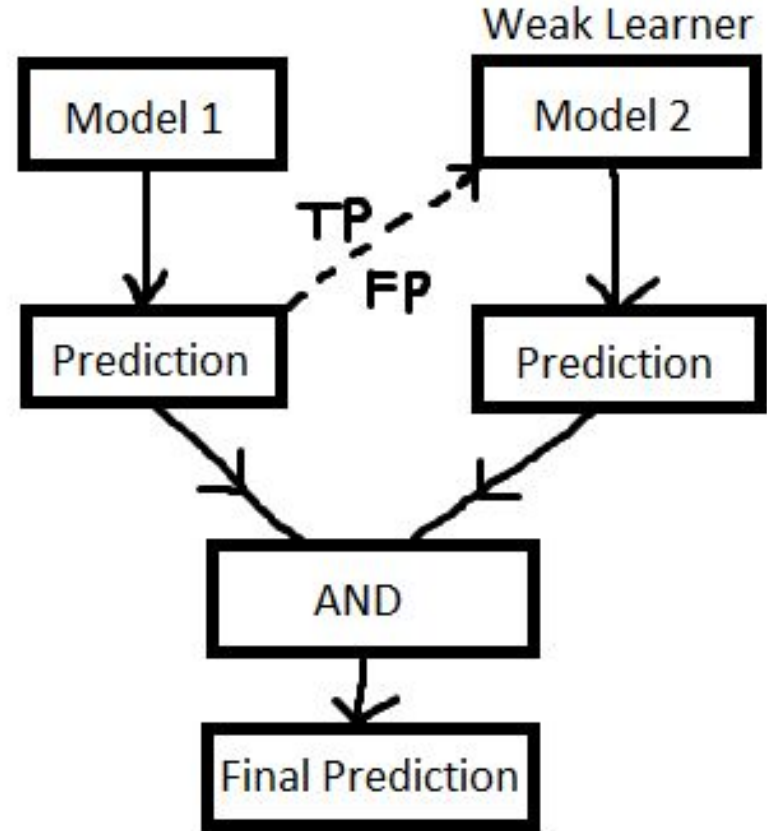 Weak Learner
Model 1
Model 2
TP
FP
Prediction
Prediction
AND
Final Prediction